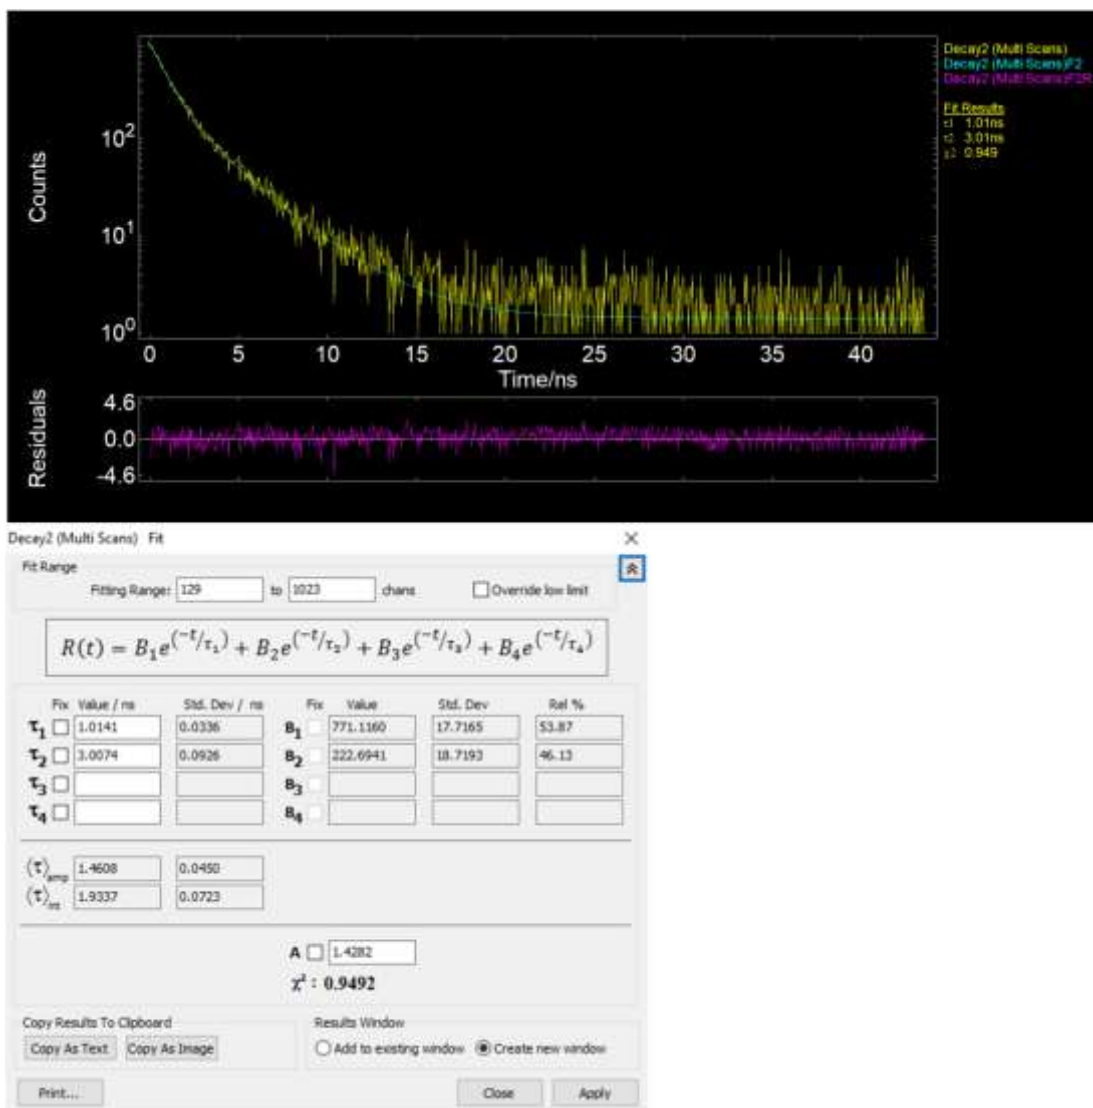 Decay2 (Multi Scans)
Decay2 (Multi Scans)F2
Decay2 (Multi Scans)F2R
Fit Results
τ1 1.01ns
τ2 3.01ns
χ2 0.949
Counts
10²
10¹
10⁰
0 5 10 15 20 25 30 35 40
Time/ns
Residuals
4.6
0.0
-4.6
Decay2 (Multi Scans) Fit
Fit Range
Fitting Range: 129 to 1023 chans Override low limit
R(t) = B₁e^(-t/τ₁) + B₂e^(-t/τ₂) + B₃e^(-t/τ₃) + B₄e^(-t/τ₄)
Fix Value / ns Std. Dev / ns Fix Value Std. Dev Rel %
τ₁ 1.0141 0.0336 B₁ 771.1160 17.7165 53.87
τ₂ 3.0074 0.0926 B₂ 222.6941 18.7193 46.13
τ₃ B₃
τ₄ B₄
⟨τ⟩amp 1.4608 0.0450
⟨τ⟩int 1.9337 0.0723
A 1.4282
χ² : 0.9492
Copy Results To Clipboard Results Window
Copy As Text Copy As Image Add to existing window Create new window
Print... Close Apply